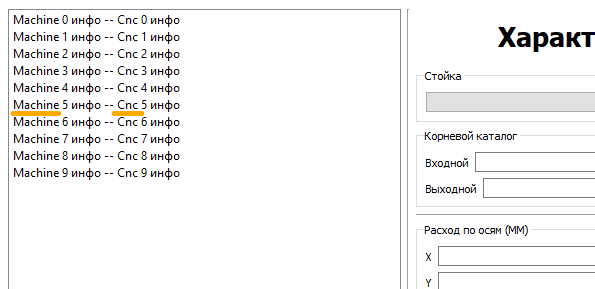 Machine 0 инфо -- Cnc 0 инфо
Machine 1 инфо -- Cnc 1 инфо
Machine 2 инфо -- Cnc 2 инфо
Machine 3 инфо -- Cnc 3 инфо
Machine 4 инфо -- Cnc 4 инфо
Machine 5 инфо -- Cnc 5 инфо
Machine 6 инфо -- Cnc 6 инфо
Machine 7 инфо -- Cnc 7 инфо
Machine 8 инфо -- Cnc 8 инфо
Machine 9 инфо -- Cnc 9 инфо
Характ
Стойка
Корневой каталог
Входной
Выходной
Расход по осям (ММ)
X
Y